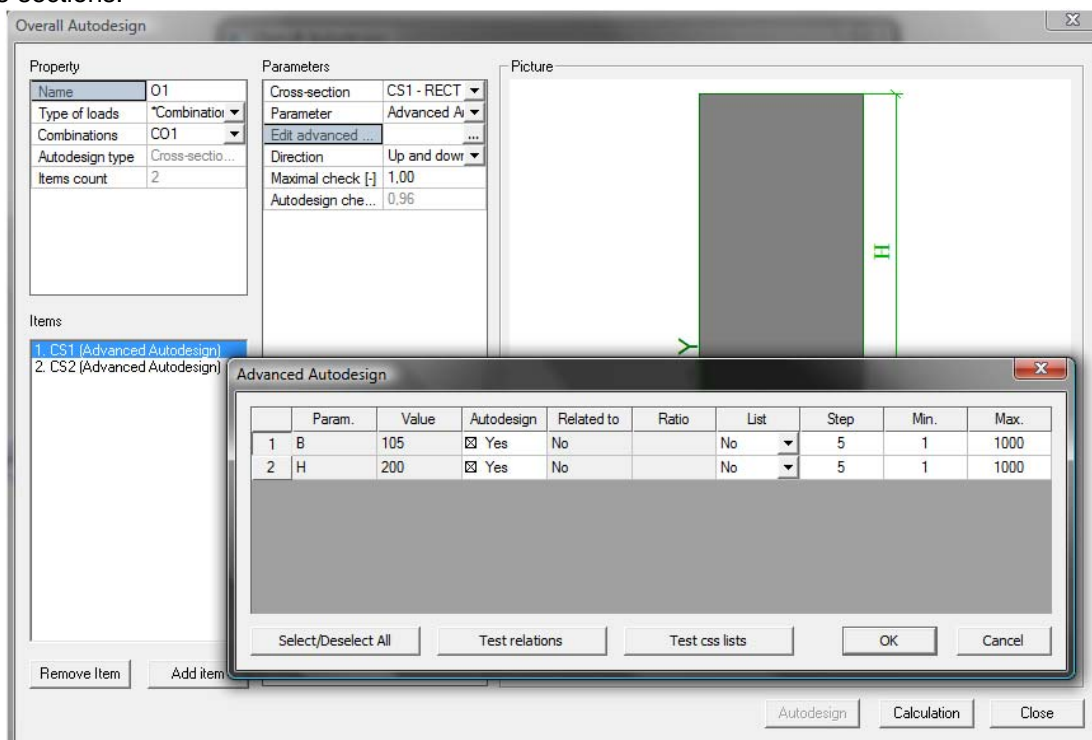 sections.
Overall Autodesign
Property
Name O1
Type of loads *Combination
Combinations CO1
Autodesign type Cross-sectio...
Items count 2
Parameters
Cross-section CS1 - RECT
Parameter Advanced A
Edit advanced ... ...
Direction Up and down
Maximal check [-] 1,00
Autodesign che... 0,96
Picture
H
Y
Items
1. CS1 (Advanced Autodesign)
2. CS2 (Advanced Autodesign)
Advanced Autodesign
Param. Value Autodesign Related to Ratio List Step Min. Max.
1 B 105 Yes No No 5 1 1000
2 H 200 Yes No No 5 1 1000
Select/Deselect All Test relations Test css lists OK Cancel
Remove Item Add item
Autodesign Calculation Close